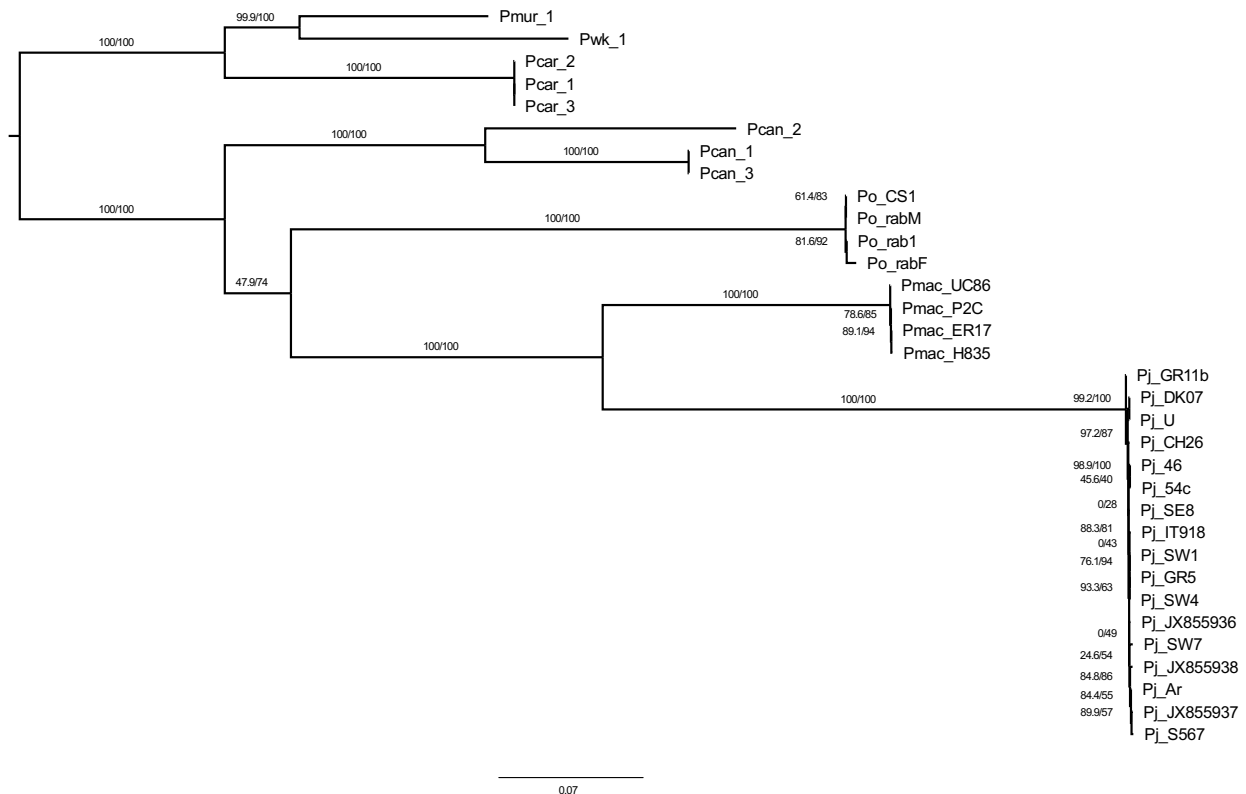 99.9/100
Pmur_1
100/100
Pwk_1
Pcar_2
100/100
Pcar_1
Pcar_3
Pcan_2
100/100
Pcan_1
100/100
Pcan_3
61.4/83
Po_CS1
100/100
100/100
Po_rabM
81.6/92
Po_rab1
Po_rabF
47.9/74
Pmac_UC86
100/100
Pmac_P2C
78.6/85
Pmac_ER17
89.1/94
Pmac_H835
100/100
Pj_GR11b
100/100
99.2/100
Pj_DK07
Pj_U
97.2/87
Pj_CH26
98.9/100
Pj_46
45.6/40
Pj_54c
0/28
Pj_SE8
88.3/81
Pj_IT918
0/43
Pj_SW1
76.1/94
Pj_GR5
93.3/63
Pj_SW4
Pj_JX855936
0/49
Pj_SW7
24.6/54
Pj_JX855938
84.8/86
Pj_Ar
84.4/55
Pj_JX855937
89.9/57
Pj_S567
0.07